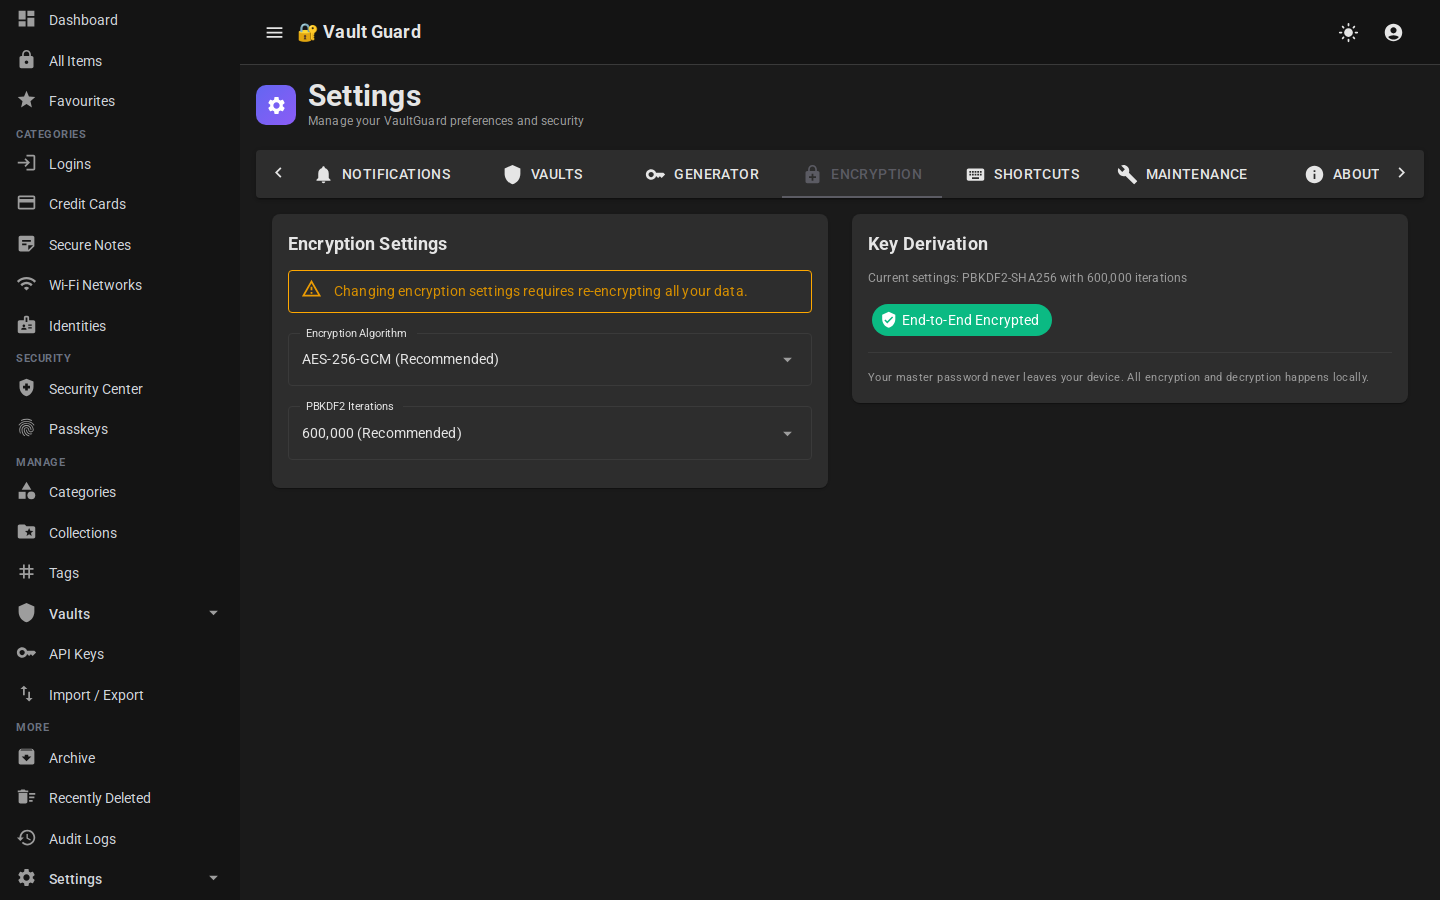 Dashboard
All Items
Favourites
CATEGORIES
Logins
Credit Cards
Secure Notes
Wi-Fi Networks
Identities
SECURITY
Security Center
Passkeys
MANAGE
Categories
Collections
Tags
Vaults
API Keys
Import / Export
MORE
Archive
Recently Deleted
Audit Logs
Settings
Vault Guard
Settings
Manage your VaultGuard preferences and security
NOTIFICATIONS
VAULTS
GENERATOR
ENCRYPTION
SHORTCUTS
MAINTENANCE
ABOUT
Encryption Settings
Changing encryption settings requires re-encrypting all your data.
Encryption Algorithm
AES-256-GCM (Recommended)
PBKDF2 Iterations
600,000 (Recommended)
Key Derivation
Current settings: PBKDF2-SHA256 with 600,000 iterations
End-to-End Encrypted
Your master password never leaves your device. All encryption and decryption happens locally.